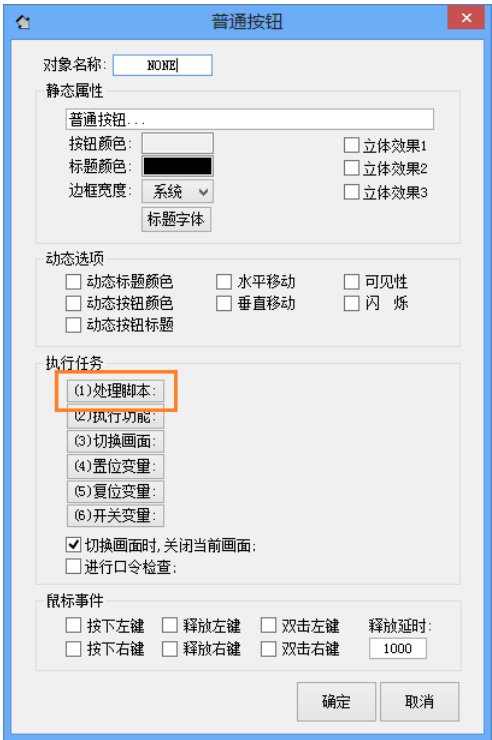 普通按钮
对象名称: NONE
静态属性
普通按钮...
按钮颜色: 立体效果1
标题颜色: 立体效果2
边框宽度: 系统 立体效果3
标题字体
动态选项
动态标题颜色 水平移动 可见性
动态按钮颜色 垂直移动 闪 烁
动态按钮标题
执行任务
(1)处理脚本:
(2)执行功能:
(3)切换画面:
(4)置位变量:
(5)复位变量:
(6)开关变量:
切换画面时,关闭当前画面;
进行口令检查;
鼠标事件
按下左键 释放左键 双击左键 释放延时:
按下右键 释放右键 双击右键 1000
确定 取消